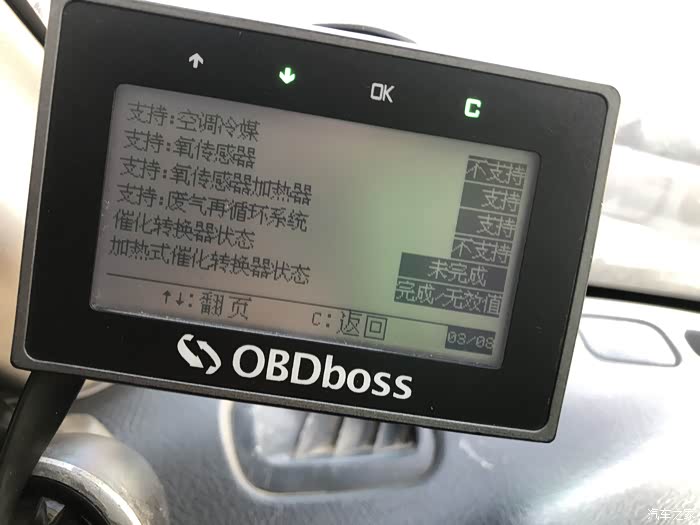 ↑ ↓ OK C
支持:空调冷媒 不支持
支持:氧传感器 支持
支持:氧传感器加热器 支持
支持:废气再循环系统 不支持
催化转换器状态 未完成
加热式催化转换器状态 完成/无效值
↑↓:翻页 C:返回 03/08
OBDboss
汽车之家